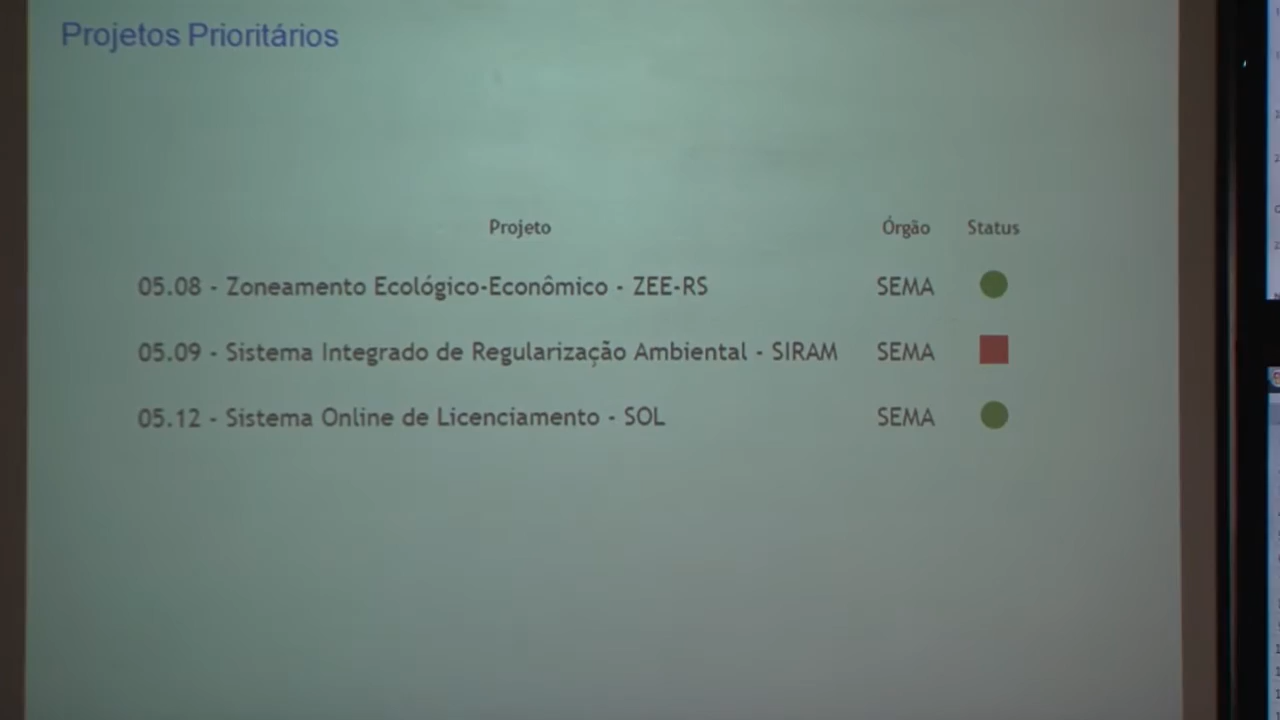 Projetos Prioritários
Projeto Órgão Status
05.08 - Zoneamento Ecológico-Econômico - ZEE-RS SEMA
05.09 - Sistema Integrado de Regularização Ambiental - SIRAM SEMA
05.12 - Sistema Online de Licenciamento - SOL SEMA